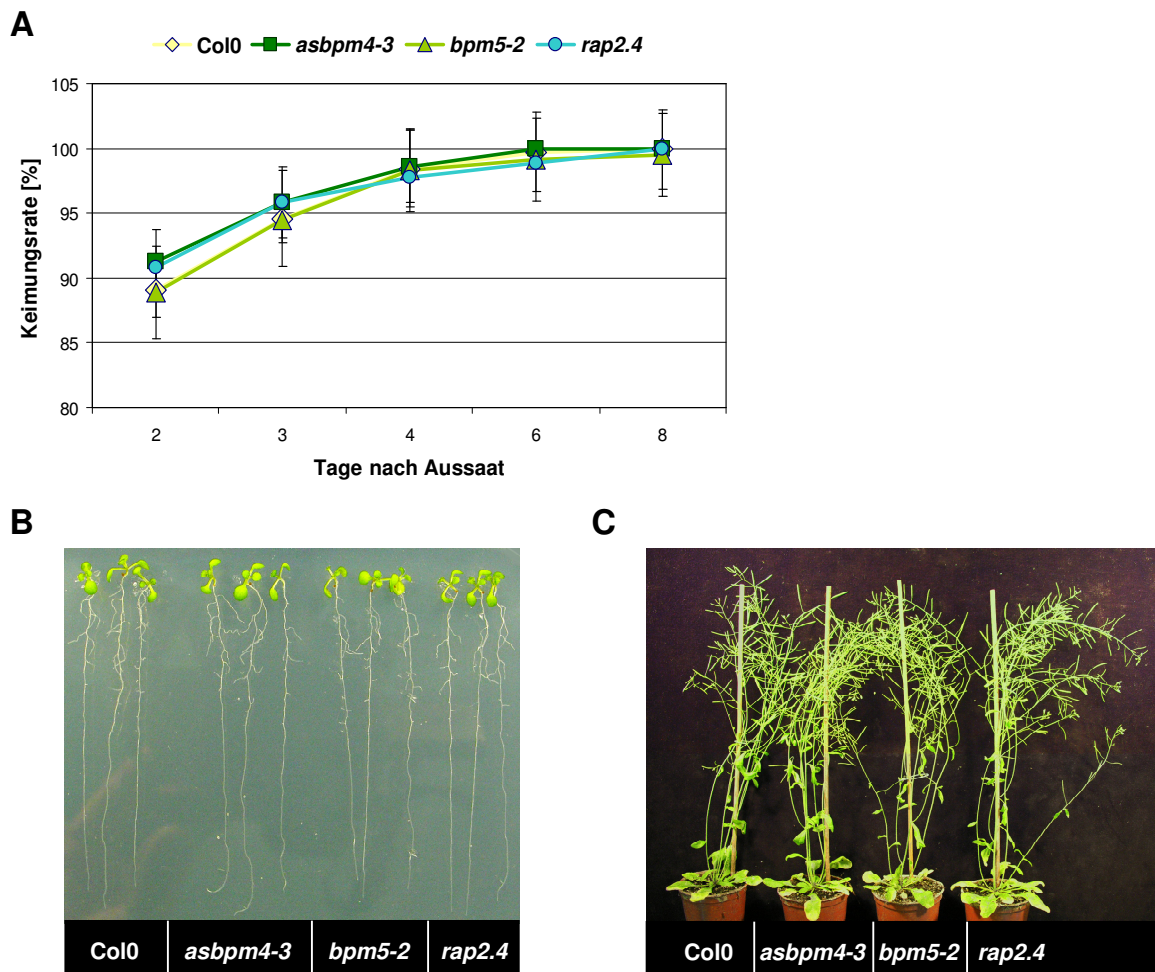 A
Col0 asbpm4-3 bpm5-2 rap2.4
105
100
95
90
85
80
Keimungsrate [%]
2 3 4 6 8
Tage nach Aussaat
B
Col0 asbpm4-3 bpm5-2 rap2.4
C
Col0 asbpm4-3 bpm5-2 rap2.4